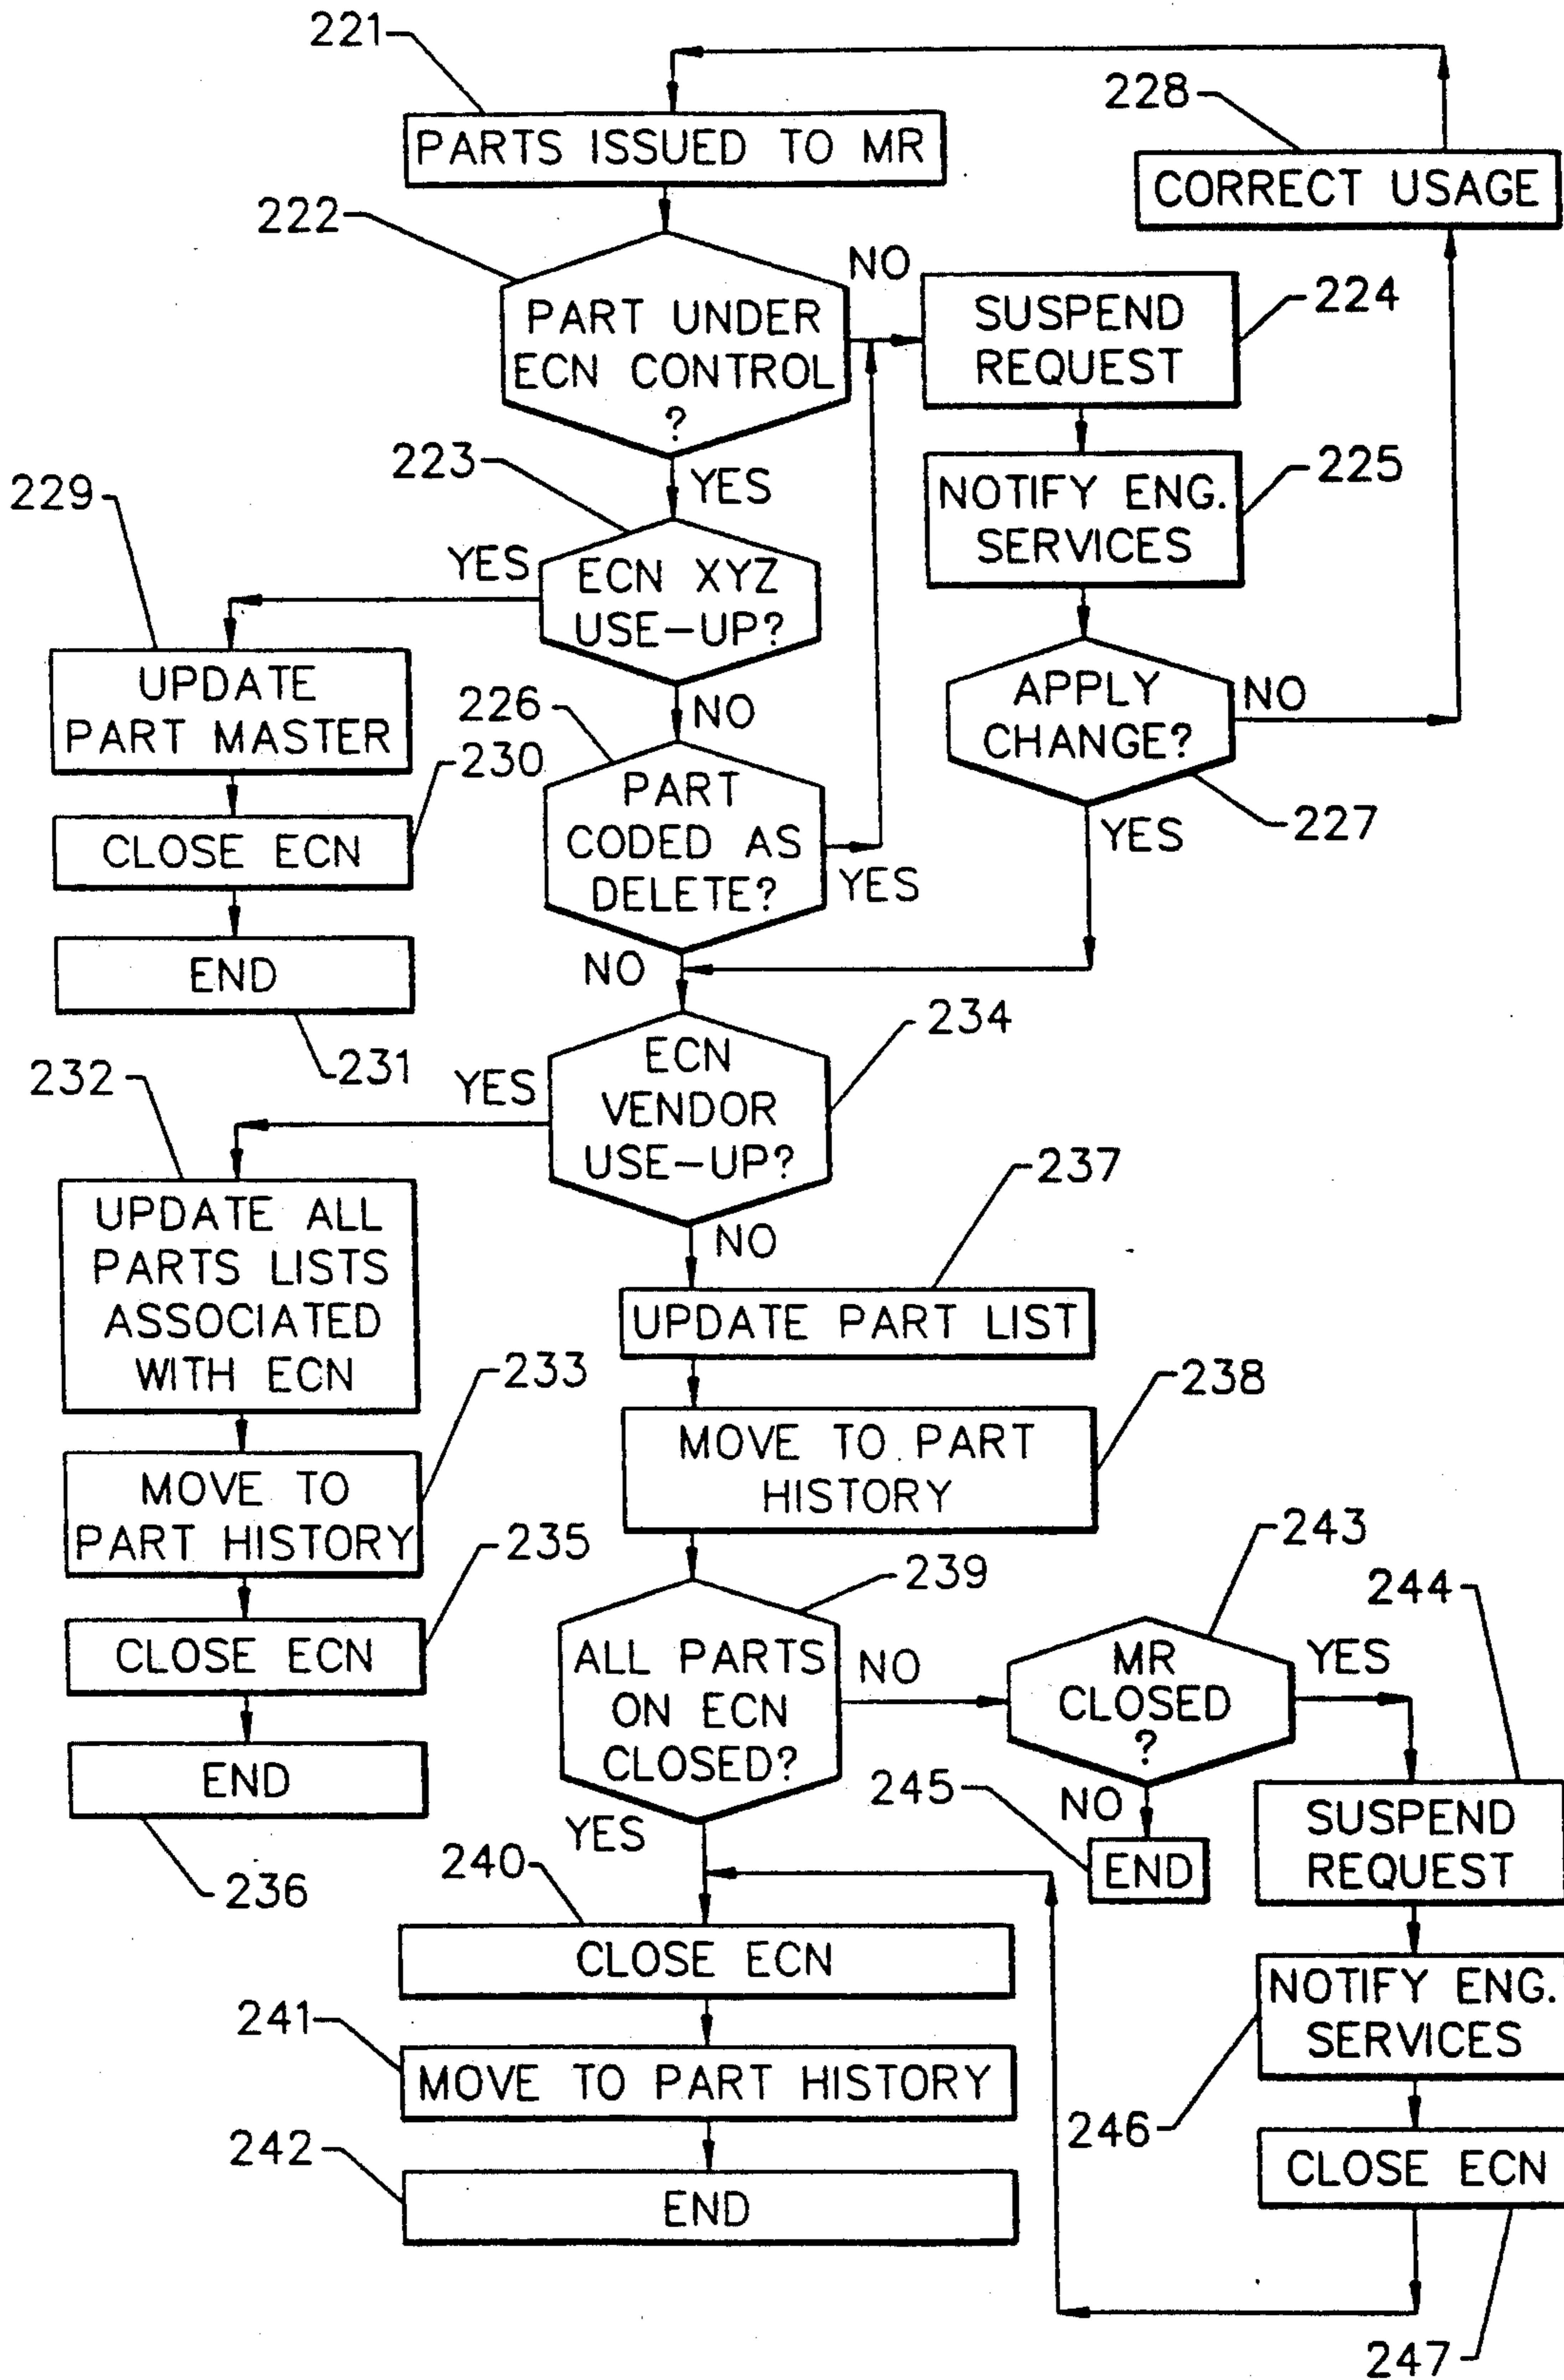 221
PARTS ISSUED TO MR
228
CORRECT USAGE
222
PART UNDER
ECN CONTROL
?
NO
SUSPEND
REQUEST
224
YES
NOTIFY ENG.
SERVICES
225
223
ECN XYZ
USE-UP?
YES
229
UPDATE
PART MASTER
NO
APPLY
CHANGE?
NO
227
YES
226
PART
CODED AS
DELETE?
YES
230
CLOSE ECN
END
231
NO
234
ECN
VENDOR
USE-UP?
YES
232
UPDATE ALL
PARTS LISTS
ASSOCIATED
WITH ECN
NO
237
UPDATE PART LIST
233
MOVE TO
PART HISTORY
238
MOVE TO PART
HISTORY
235
CLOSE ECN
239
ALL PARTS
ON ECN
CLOSED?
NO
243
MR
CLOSED
?
YES
244
SUSPEND
REQUEST
END
236
YES
NO
245
END
240
CLOSE ECN
NOTIFY ENG.
SERVICES
246
241
MOVE TO PART HISTORY
CLOSE ECN
247
242
END